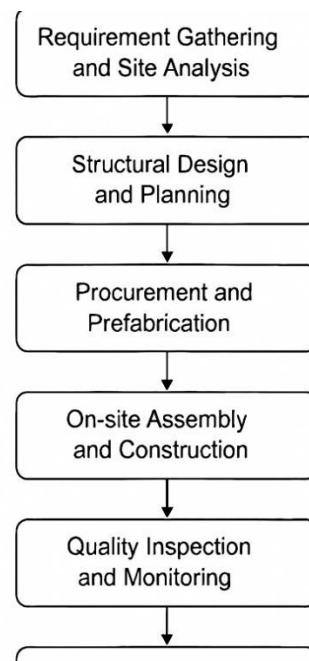 Requirement Gathering
and Site Analysis
Structural Design
and Planning
Procurement and
Prefabrication
On-site Assembly
and Construction
Quality Inspection
and Monitoring